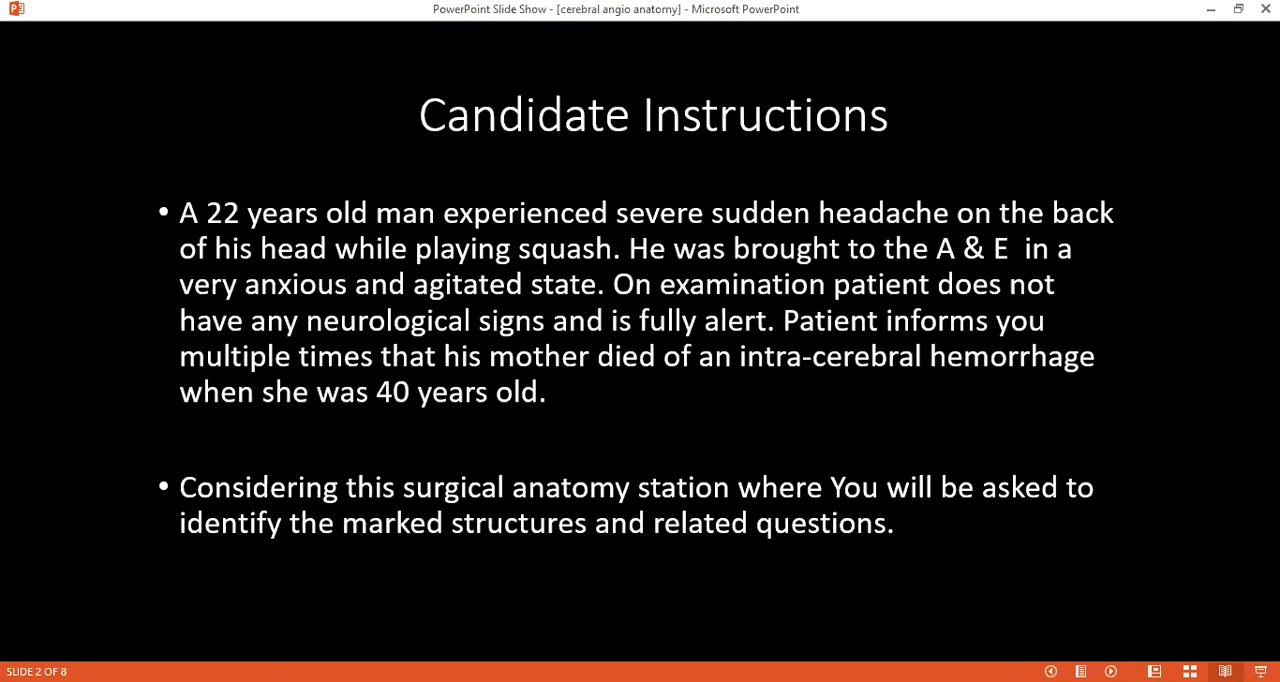 PowerPoint Slide Show - [cerebral angio anatomy] - Microsoft PowerPoint
Candidate Instructions
• A 22 years old man experienced severe sudden headache on the back
of his head while playing squash. He was brought to the A & E in a
very anxious and agitated state. On examination patient does not
have any neurological signs and is fully alert. Patient informs you
multiple times that his mother died of an intra-cerebral hemorrhage
when she was 40 years old.
• Considering this surgical anatomy station where You will be asked to
identify the marked structures and related questions.
SLIDE 2 OF 8